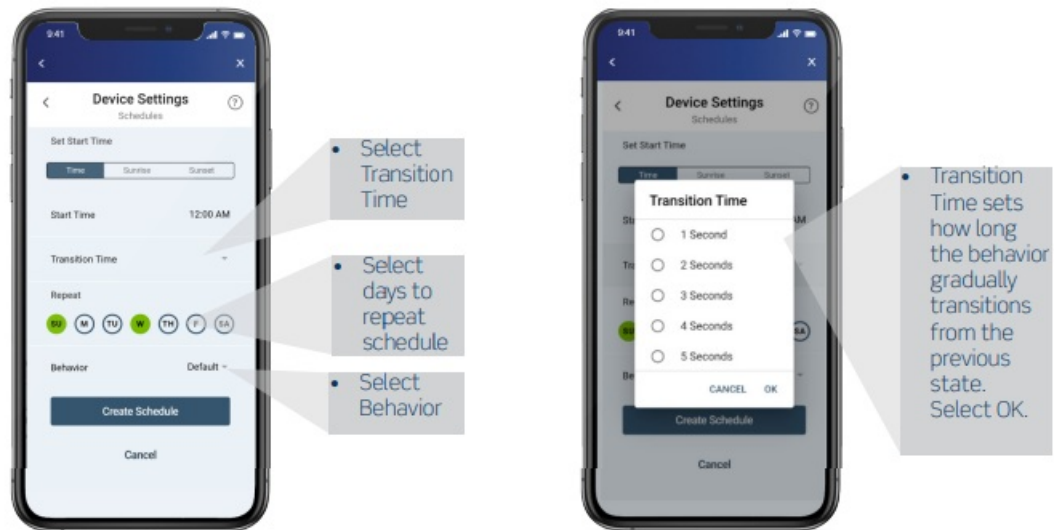 9:41
Device Settings
Schedules
Set Start Time
Time Sunrise Sunset
Start Time 12:00 AM
Transition Time
Repeat
SU M TU W TH F SA
Behavior Default
Create Schedule
Cancel
• Select
Transition
Time
• Select
days to
repeat
schedule
• Select
Behavior
9:41
Device Settings
Schedules
Set Start Time
Time Sunrise Sunset
Transition Time
1 Second
2 Seconds
3 Seconds
4 Seconds
5 Seconds
CANCEL OK
SA
Create Schedule
Cancel
• Transition
Time sets
how long
the behavior
gradually
transitions
from the
previous
state.
Select OK.